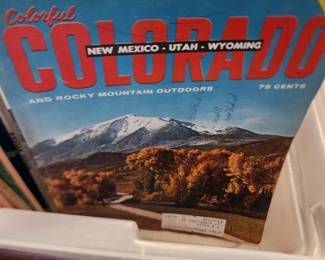 Colorful
COLORADO
NEW MEXICO - UTAH - WYOMING
AND ROCKY MOUNTAIN OUTDOORS
75 CENTS